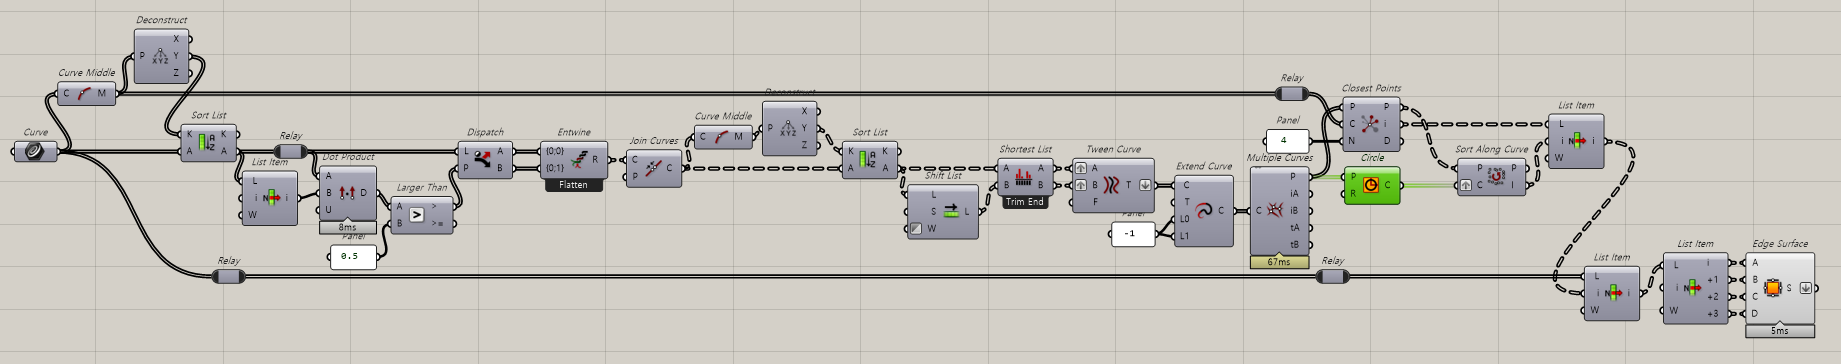 Curve
Curve Middle
C
M
Deconstruct
P
XYZ
X
Y
Z
Sort List
K
A
K
A
Relay
List Item
L
i
W
N
i
Dot Product
A
B
U
D
8ms
Panel
0.5
Larger Than
A
B
>
>
>=
Relay
Dispatch
L
P
A
B
Entwine
{0;0}
{0;1}
R
Flatten
Join Curves
C
P
C
Curve Middle
C
M
Deconstruct
P
XYZ
X
Y
Z
Sort List
K
A
K
A
Shift List
L
S
W
L
Shortest List
A
B
A
B
Trim End
Tween Curve
A
B
F
T
Panel
-1
Extend Curve
C
T
L0
L1
C
Multiple Curves
C
P
iA
iB
tA
tB
67ms
Relay
Panel
4
Closest Points
P
C
N
P
i
D
Circle
P
R
C
Sort Along Curve
P
C
P
I
List Item
L
i
W
N
i
Relay
List Item
L
i
W
N
i
List Item
L
i
W
N
i
+1
+2
+3
Edge Surface
A
B
C
D
S
5ms